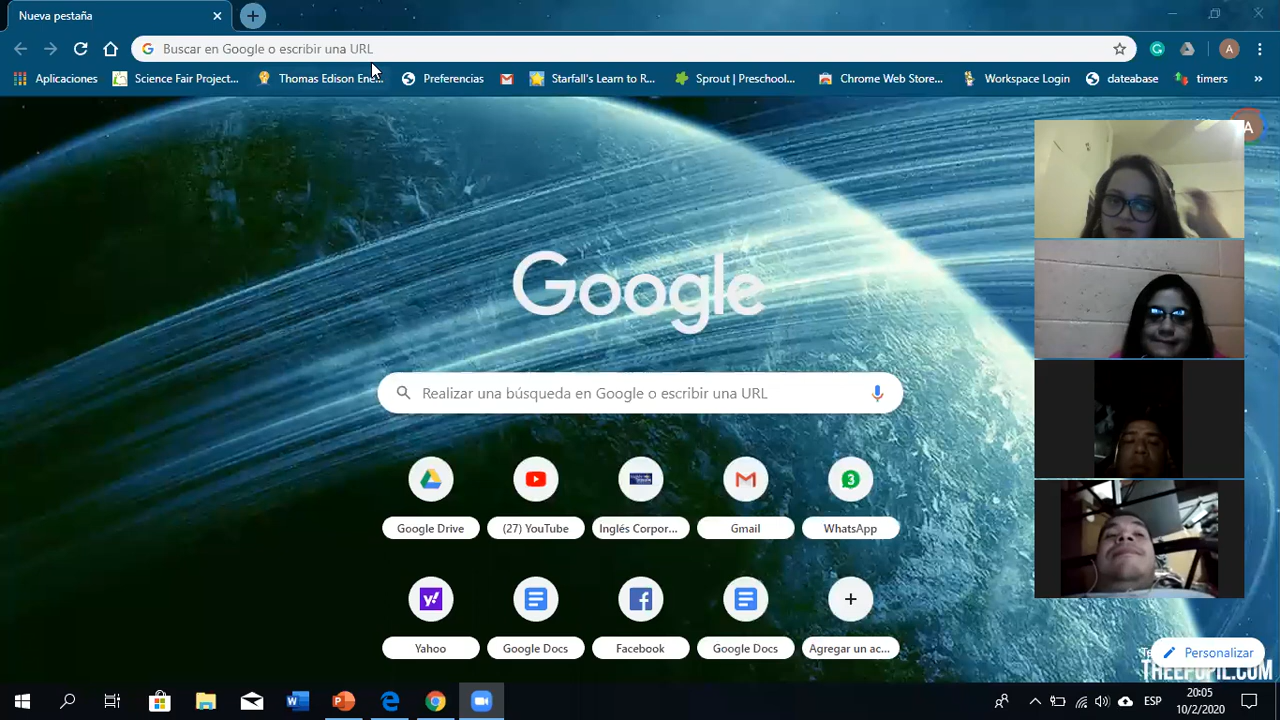 Nueva pestaña
Buscar en Google o escribir una URL
A
Aplicaciones
Science Fair Project...
Thomas Edison Ene...
Preferencias
Starfall's Learn to R...
Sprout | Preschool...
Chrome Web Store...
Workspace Login
dateabase
timers
»
A
Google
Realizar una búsqueda en Google o escribir una URL
3
Google Drive
(27) YouTube
Inglés Corpor...
Gmail
WhatsApp
Yahoo
Google Docs
Facebook
Google Docs
Agregar un ac...
Personalizar
THEEPUPIL.COM
ESP
20:05
10/2/2020